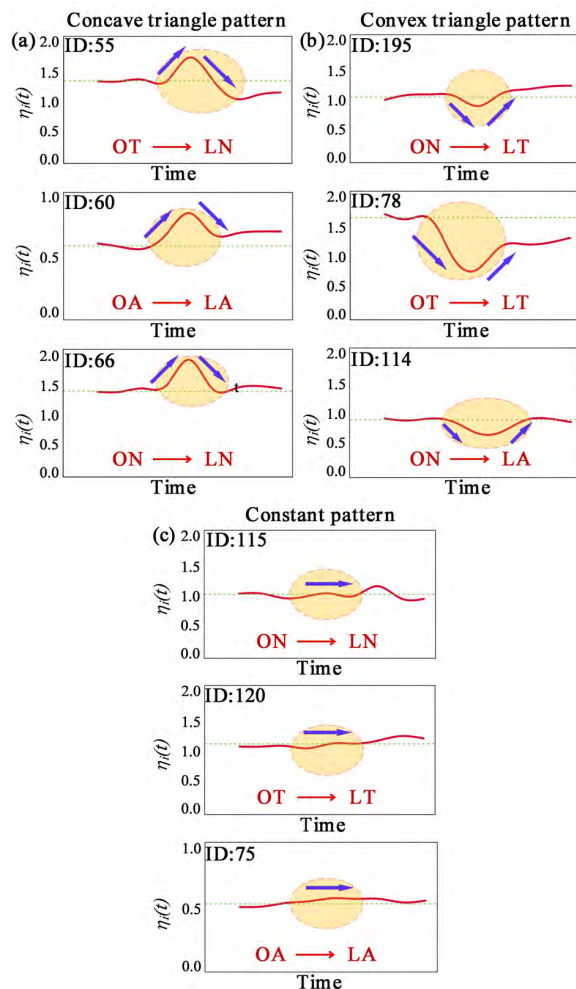 Concave triangle pattern
(a)
ID:55
2.0
1.5
1.0
0.5
0.0
ηi(t)
OT → LN
Time
ID:60
1.0
0.5
0.0
ηi(t)
OA → LA
Time
ID:66
2.0
1.5
1.0
0.5
0.0
ηi(t)
t
ON → LN
Time
Convex triangle pattern
(b)
ID:195
2.0
1.5
1.0
0.5
0.0
ηi(t)
ON → LT
Time
ID:78
2.0
1.5
1.0
0.5
0.0
ηi(t)
OT → LT
Time
ID:114
2.0
1.5
1.0
0.5
0.0
ηi(t)
ON → LA
Time
Constant pattern
(c)
ID:115
2.0
1.5
1.0
0.5
0.0
ηi(t)
ON → LN
Time
ID:120
2.0
1.5
1.0
0.5
0.0
ηi(t)
OT → LT
Time
ID:75
1.0
0.5
0.0
ηi(t)
OA → LA
Time